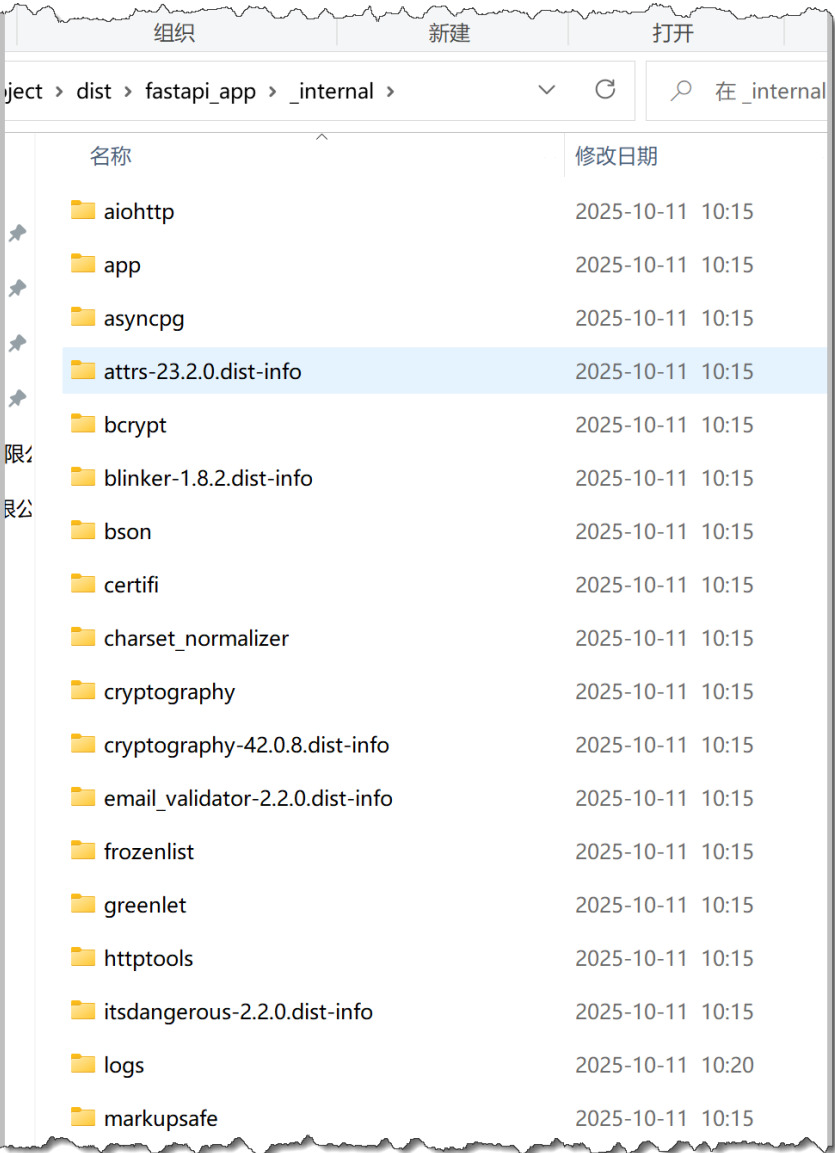 组织 新建 打开
ject > dist > fastapi_app > _internal > 在 _internal
名称 修改日期
aiohttp 2025-10-11 10:15
app 2025-10-11 10:15
asyncpg 2025-10-11 10:15
attrs-23.2.0.dist-info 2025-10-11 10:15
bcrypt 2025-10-11 10:15
限公
blinker-1.8.2.dist-info 2025-10-11 10:15
限公
bson 2025-10-11 10:15
certifi 2025-10-11 10:15
charset_normalizer 2025-10-11 10:15
cryptography 2025-10-11 10:15
cryptography-42.0.8.dist-info 2025-10-11 10:15
email_validator-2.2.0.dist-info 2025-10-11 10:15
frozenlist 2025-10-11 10:15
greenlet 2025-10-11 10:15
httptools 2025-10-11 10:15
itsdangerous-2.2.0.dist-info 2025-10-11 10:15
logs 2025-10-11 10:20
markupsafe 2025-10-11 10:15